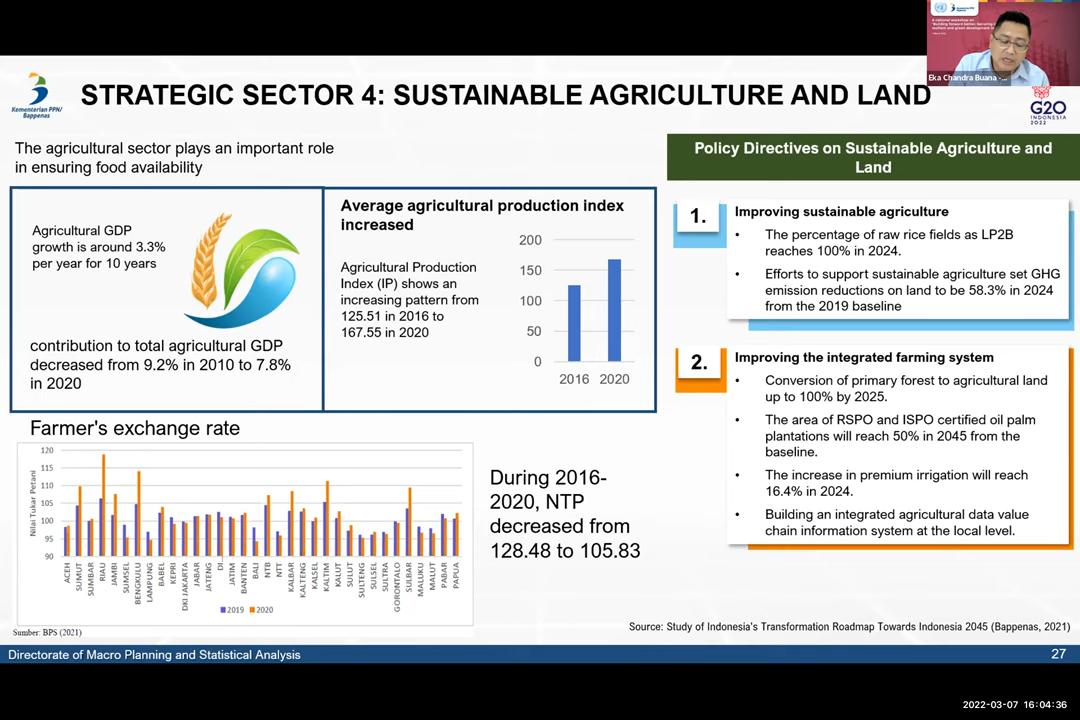 A national workshop on
Eka Chandra Buana -...
Kementerian PPN/
Bappenas
STRATEGIC SECTOR 4: SUSTAINABLE AGRICULTURE AND LAND
G20
INDONESIA
2022
The agricultural sector plays an important role
in ensuring food availability
Agricultural GDP
growth is around 3.3%
per year for 10 years
contribution to total agricultural GDP
decreased from 9.2% in 2010 to 7.8%
in 2020
Average agricultural production index
increased
Agricultural Production
Index (IP) shows an
increasing pattern from
125.51 in 2016 to
167.55 in 2020
200
150
100
50
0
2016 2020
Farmer's exchange rate
Nilai Tukar Petani
120
115
110
105
100
95
90
ACEH
SUMUT
SUMBAR
RIAU
JAMBI
SUMSEL
BENGKULU
LAMPUNG
BABEL
KEPRI
DKI JAKARTA
JABAR
JATENG
DI..
JATIM
BANTEN
BALI
NTB
NTT
KALBAR
KALTENG
KALSEL
KALTIM
KALUT
SULUT
SULTENG
SULSEL
SULTRA
GORONTALO
SULBAR
MALUKU
MALUT
PABAR
PAPUA
2019 2020
Sumber: BPS (2021)
During 2016-
2020, NTP
decreased from
128.48 to 105.83
Policy Directives on Sustainable Agriculture and
Land
1.
Improving sustainable agriculture
• The percentage of raw rice fields as LP2B
reaches 100% in 2024.
• Efforts to support sustainable agriculture set GHG
emission reductions on land to be 58.3% in 2024
from the 2019 baseline
2.
Improving the integrated farming system
• Conversion of primary forest to agricultural land
up to 100% by 2025.
• The area of RSPO and ISPO certified oil palm
plantations will reach 50% in 2045 from the
baseline.
• The increase in premium irrigation will reach
16.4% in 2024.
• Building an integrated agricultural data value
chain information system at the local level.
Source: Study of Indonesia's Transformation Roadmap Towards Indonesia 2045 (Bappenas, 2021)
Directorate of Macro Planning and Statistical Analysis
27
2022-03-07 16:04:36